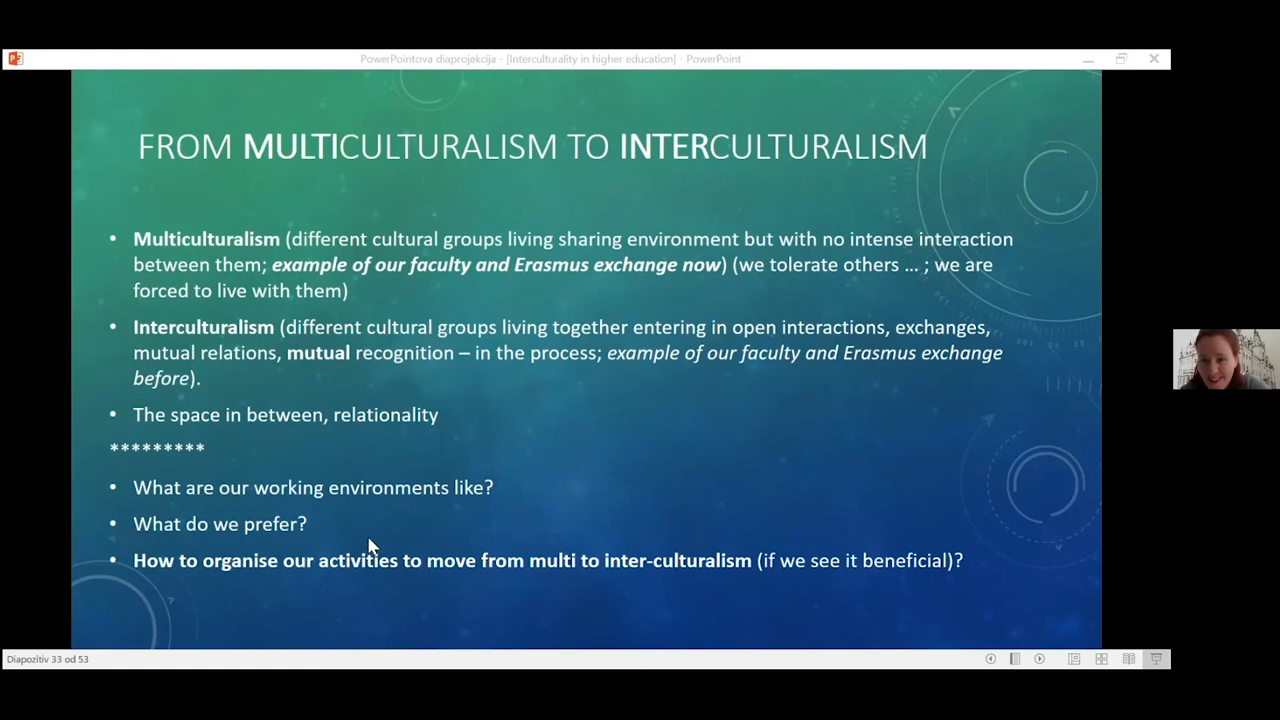 PowerPointova diaprojekcija - [Interculturality in higher education] - PowerPoint
FROM MULTICULTURALISM TO INTERCULTURALISM
• Multiculturalism (different cultural groups living sharing environment but with no intense interaction
between them; example of our faculty and Erasmus exchange now) (we tolerate others … ; we are
forced to live with them)
• Interculturalism (different cultural groups living together entering in open interactions, exchanges,
mutual relations, mutual recognition – in the process; example of our faculty and Erasmus exchange
before).
• The space in between, relationality
*********
• What are our working environments like?
• What do we prefer?
• How to organise our activities to move from multi to inter-culturalism (if we see it beneficial)?
Diapozitiv 33 od 53